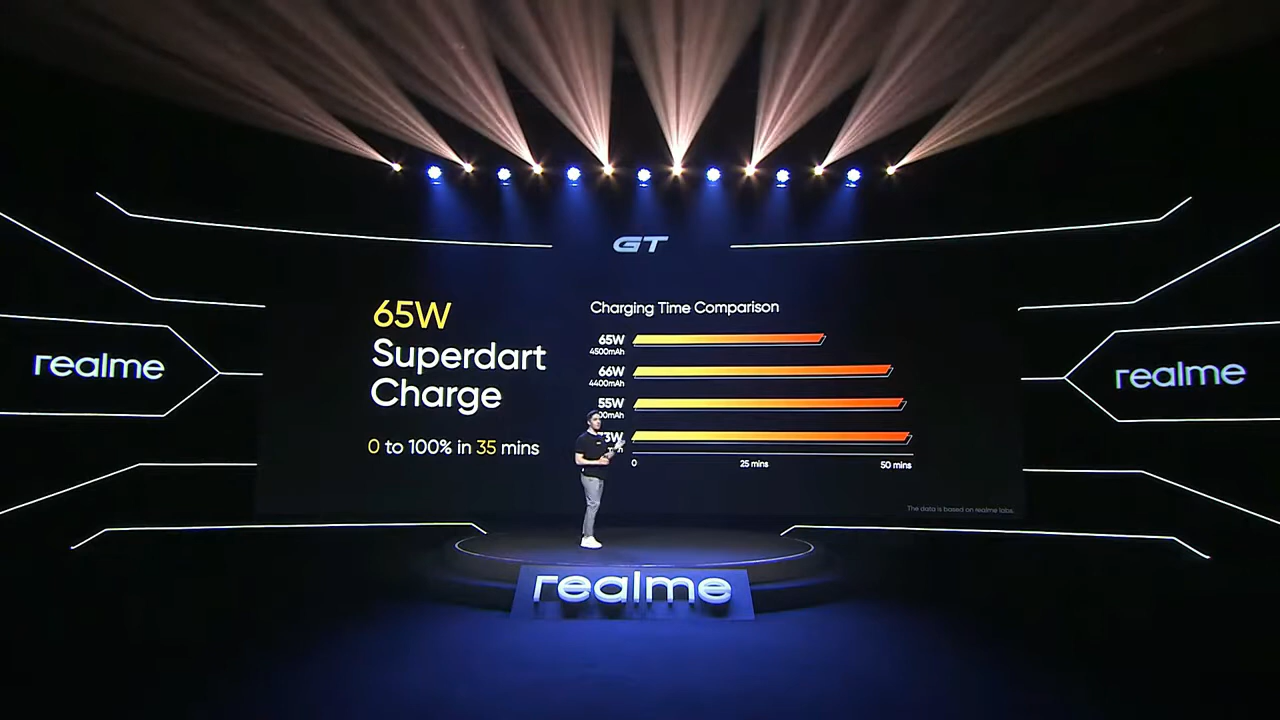 GT
65W
Superdart
Charge
0 to 100% in 35 mins
Charging Time Comparison
65W
4500mAh
66W
4400mAh
55W
0
25 mins
50 mins
The data is based on realme labs.
realme
realme
realme